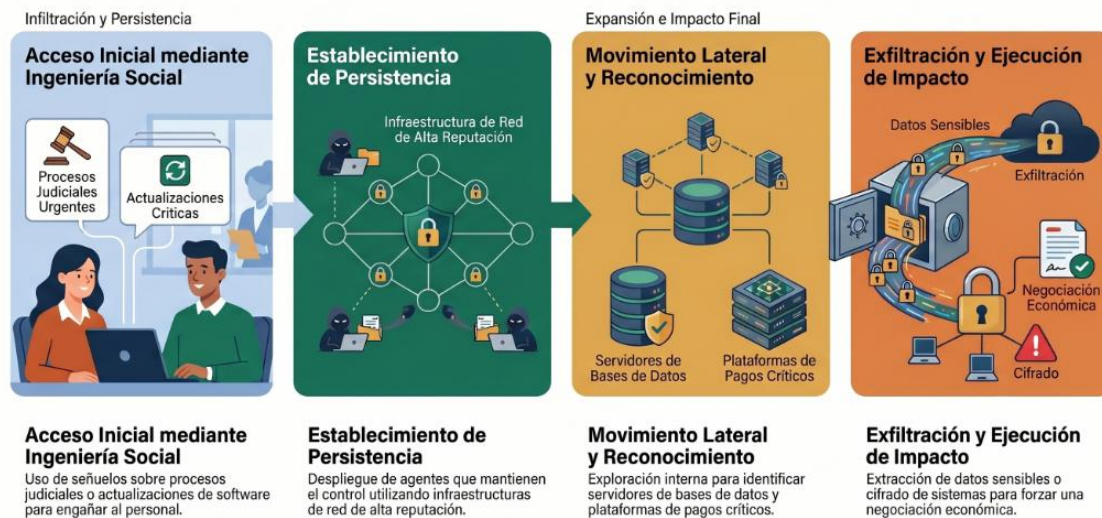 Infiltración y Persistencia
Expansión e Impacto Final
Acceso Inicial mediante
Ingeniería Social
Procesos
Judiciales
Urgentes
Actualizaciones
Criticas
Establecimiento
de Persistencia
Infraestructura de Red
de Alta Reputación
Movimiento Lateral
y Reconocimiento
Servidores de
Bases de Datos
Plataformas de
Pagos Críticos
Exfiltración y Ejecución
de Impacto
Datos Sensibles
Exfiltración
Negociación
Económica
Cifrado
Acceso Inicial mediante
Ingeniería Social
Uso de señuelos sobre procesos
judiciales o actualizaciones de software
para engañar al personal.
Establecimiento de
Persistencia
Despliegue de agentes que mantienen
el control utilizando infraestructuras
de red de alta reputación.
Movimiento Lateral
y Reconocimiento
Exploración interna para identificar
servidores de bases de datos y
plataformas de pagos críticos.
Exfiltración y Ejecución
de Impacto
Extracción de datos sensibles o
cifrado de sistemas para forzar una
negociación económica.